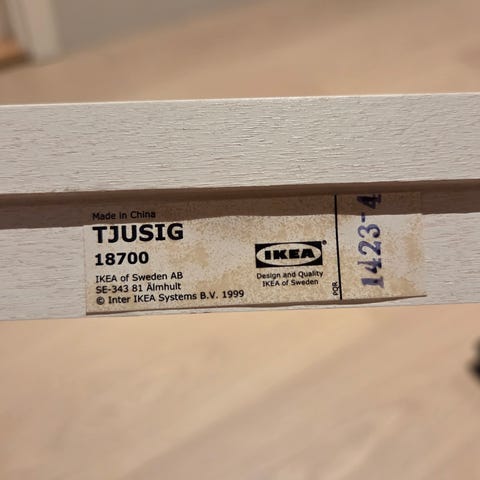 Made in China
TJUSIG
18700
IKEA of Sweden AB
SE-343 81 Älmhult
© Inter IKEA Systems B.V. 1999
IKEA®
Design and Quality
IKEA of Sweden
PQR
1423-4